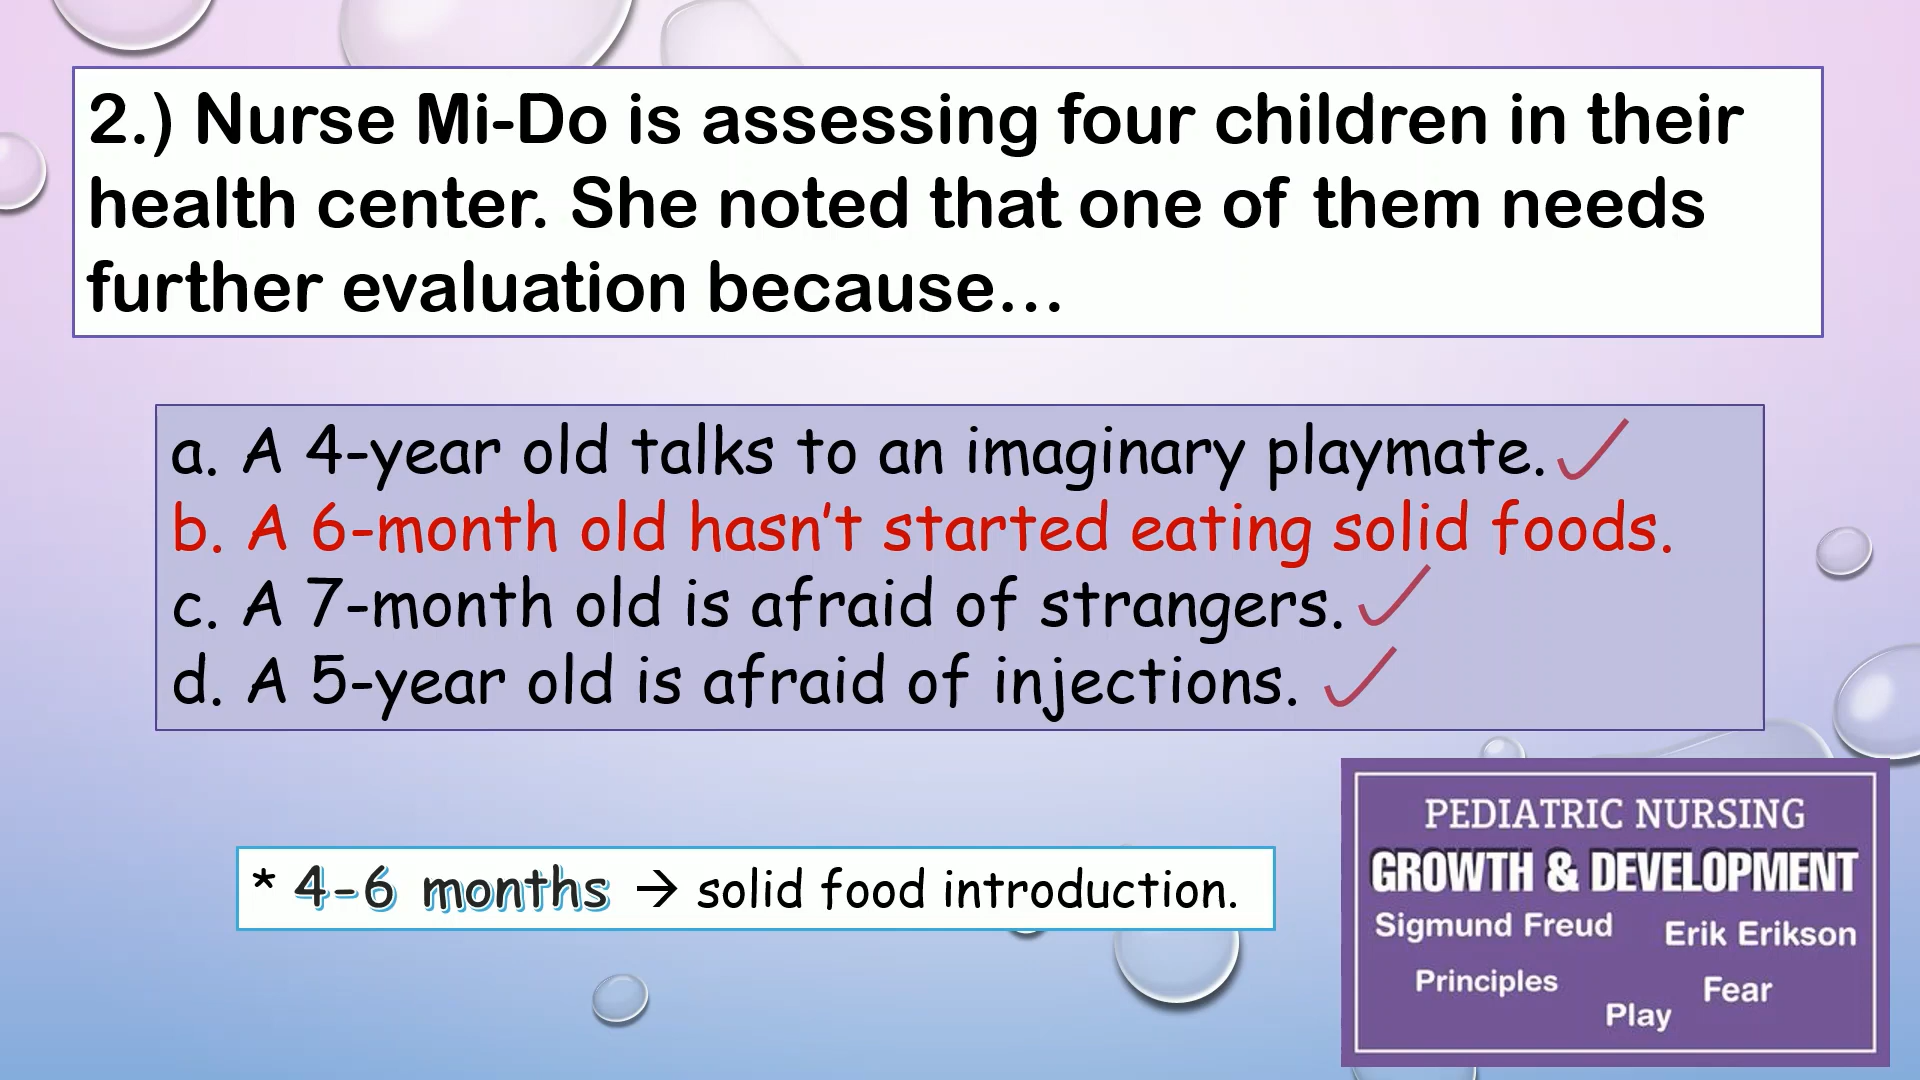 2.) Nurse Mi-Do is assessing four children in their
health center. She noted that one of them needs
further evaluation because…
a. A 4-year old talks to an imaginary playmate.
b. A 6-month old hasn’t started eating solid foods.
c. A 7-month old is afraid of strangers.
d. A 5-year old is afraid of injections.
* 4-6 months → solid food introduction.
PEDIATRIC NURSING
GROWTH & DEVELOPMENT
Sigmund Freud
Erik Erikson
Principles
Fear
Play